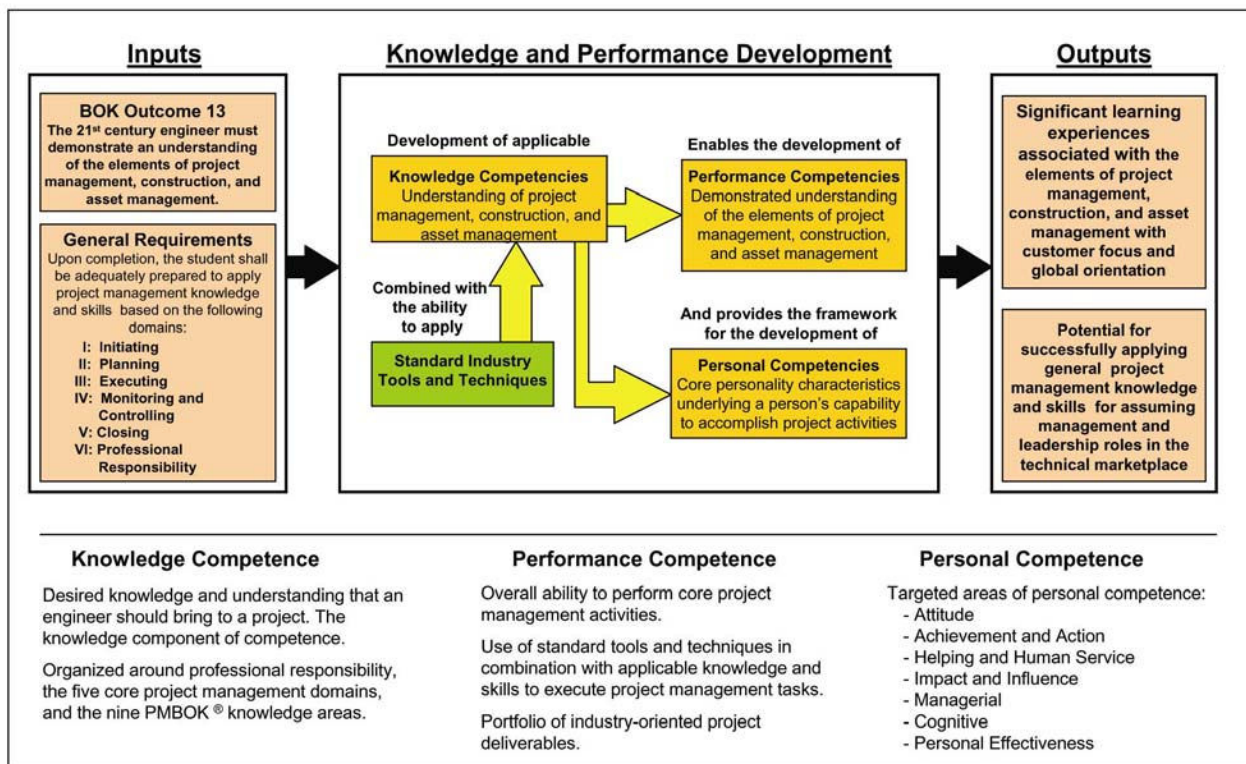 Inputs
BOK Outcome 13
The 21st century engineer must
demonstrate an understanding
of the elements of project
management, construction, and
asset management.
General Requirements
Upon completion, the student shall
be adequately prepared to apply
project management knowledge
and skills based on the following
domains:
I: Initiating
II: Planning
III: Executing
IV: Monitoring and
Controlling
V: Closing
VI: Professional
Responsibility
Knowledge and Performance Development
Development of applicable
Knowledge Competencies
Understanding of project
management, construction, and
asset management
Combined with
the ability
to apply
Standard Industry
Tools and Techniques
Enables the development of
Performance Competencies
Demonstrated understanding
of the elements of project
management, construction,
and asset management
And provides the framework
for the development of
Personal Competencies
Core personality characteristics
underlying a person's capability
to accomplish project activities
Outputs
Significant learning
experiences
associated with the
elements of project
management,
construction, and asset
management with
customer focus and
global orientation
Potential for
successfully applying
general project
management knowledge
and skills for assuming
management and
leadership roles in the
technical marketplace
Knowledge Competence
Desired knowledge and understanding that an
engineer should bring to a project. The
knowledge component of competence.
Organized around professional responsibility,
the five core project management domains,
and the nine PMBOK ® knowledge areas.
Performance Competence
Overall ability to perform core project
management activities.
Use of standard tools and techniques in
combination with applicable knowledge and
skills to execute project management tasks.
Portfolio of industry-oriented project
deliverables.
Personal Competence
Targeted areas of personal competence:
- Attitude
- Achievement and Action
- Helping and Human Service
- Impact and Influence
- Managerial
- Cognitive
- Personal Effectiveness